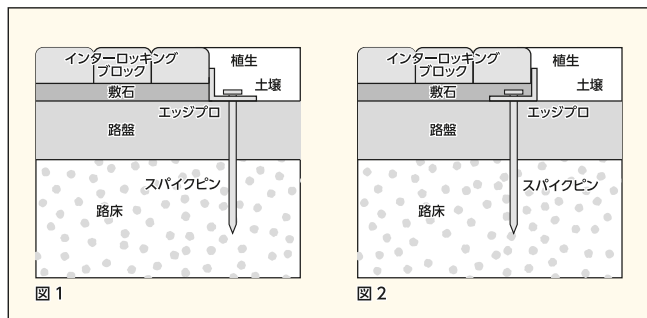 インターロッキング
ブロック
植生
土壌
敷石
エッジプロ
路盤
スパイクピン
路床
図1
インターロッキング
ブロック
植生
土壌
敷石
エッジプロ
路盤
スパイクピン
路床
図2